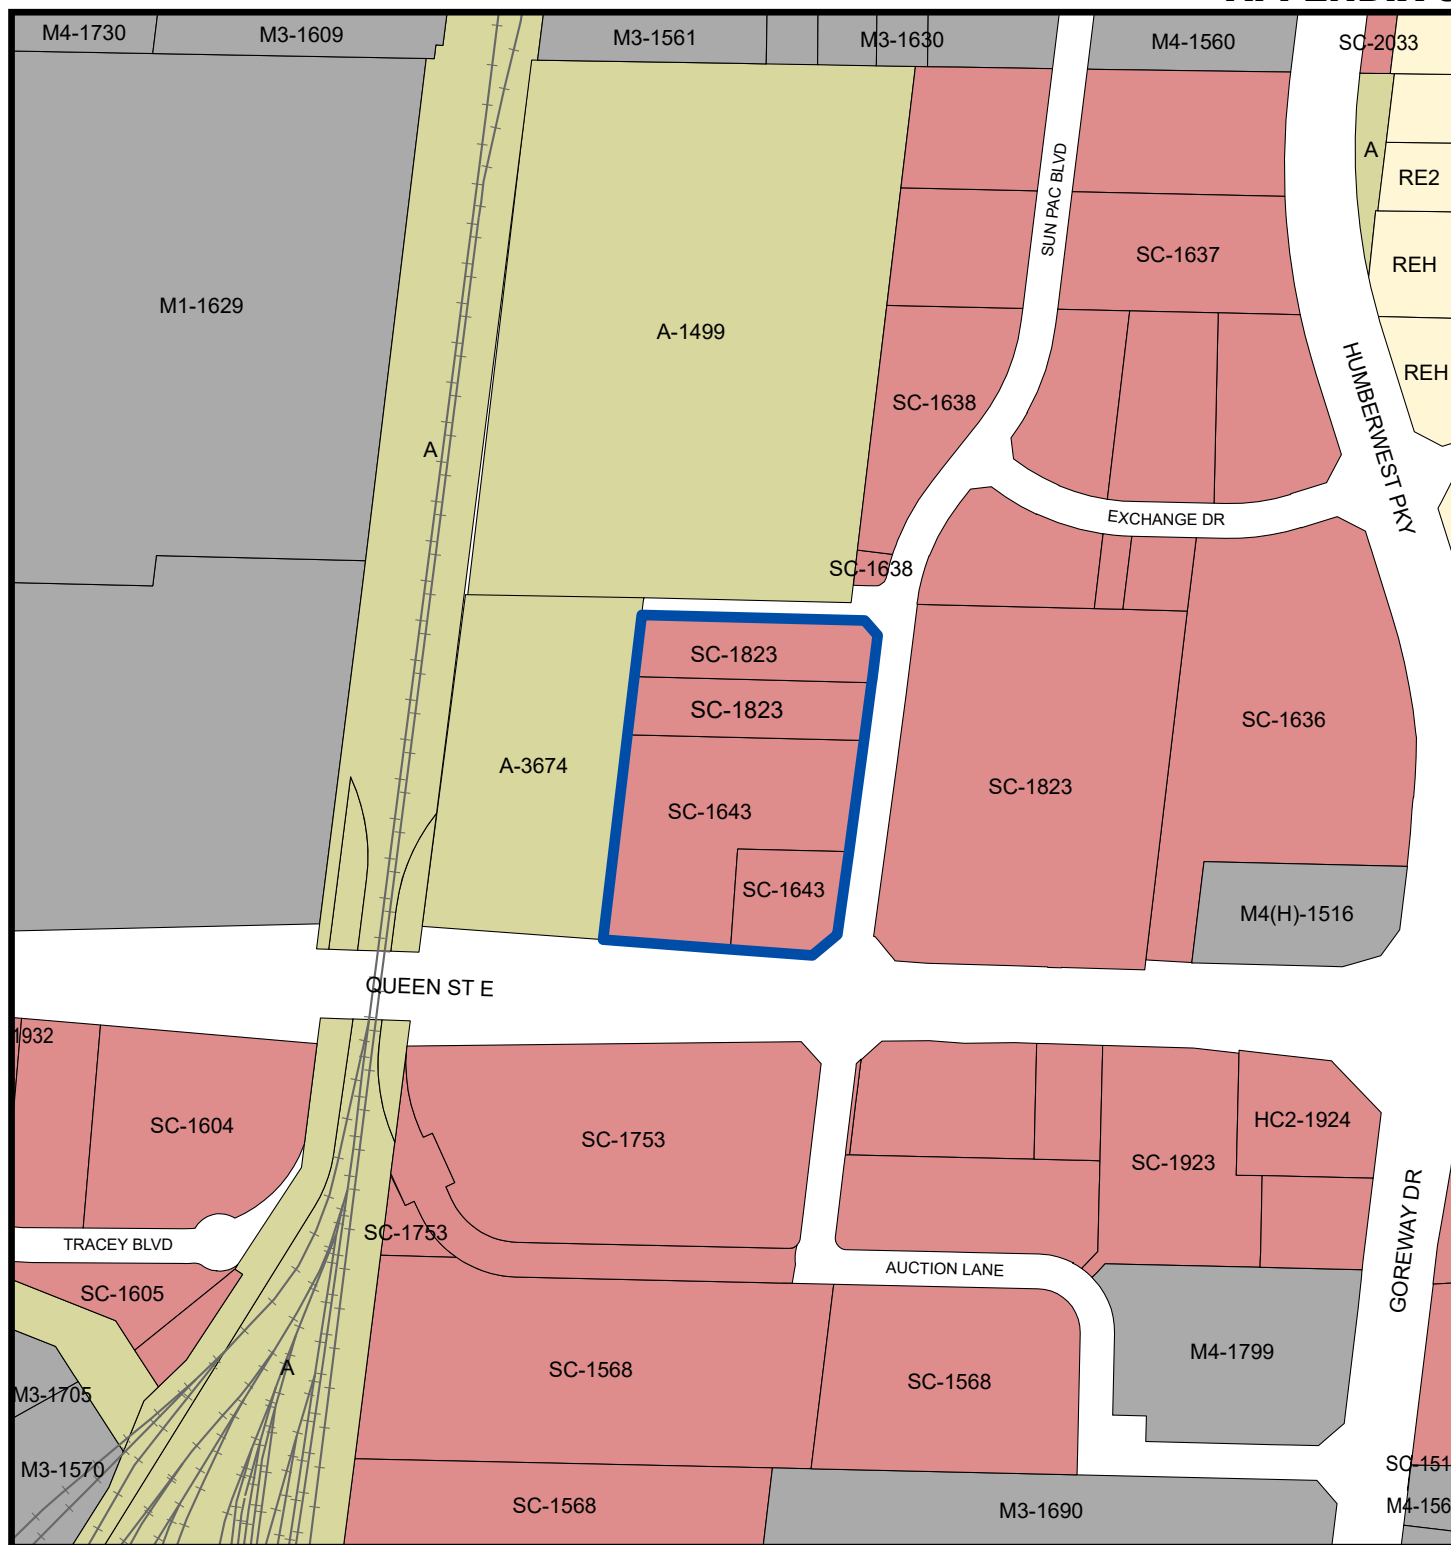 M4-1730
M3-1609
M3-1561
M3-1630
M4-1560
SC-2033
A
RE2
SUN PAC BLVD
SC-1637
REH
M1-1629
A-1499
REH
HUMBERWEST PKY
SC-1638
A
EXCHANGE DR
SC-1638
SC-1823
SC-1823
SC-1636
A-3674
SC-1823
SC-1643
SC-1643
M4(H)-1516
QUEEN ST E
1932
SC-1604
SC-1753
HC2-1924
SC-1923
SC-1753
TRACEY BLVD
AUCTION LANE
GOREWAY DR
SC-1605
M4-1799
A
SC-1568
SC-1568
M3-1705
M3-1570
SC-151
SC-1568
M3-1690
M4-156